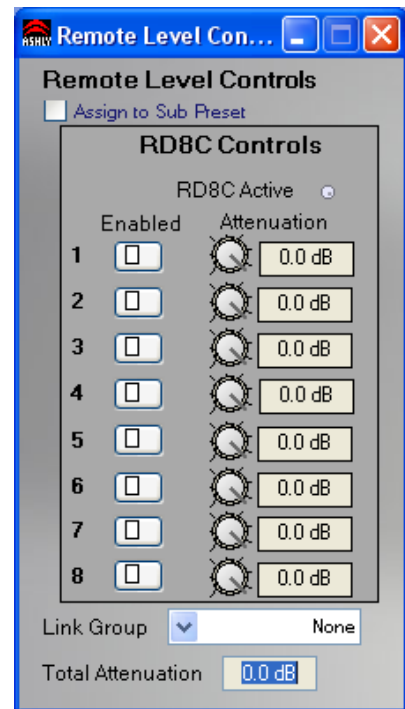 ASHLY Remote Level Con...
Remote Level Controls
Assign to Sub Preset
RD8C Controls
RD8C Active
Enabled Attenuation
1 0.0 dB
2 0.0 dB
3 0.0 dB
4 0.0 dB
5 0.0 dB
6 0.0 dB
7 0.0 dB
8 0.0 dB
Link Group None
Total Attenuation 0.0 dB